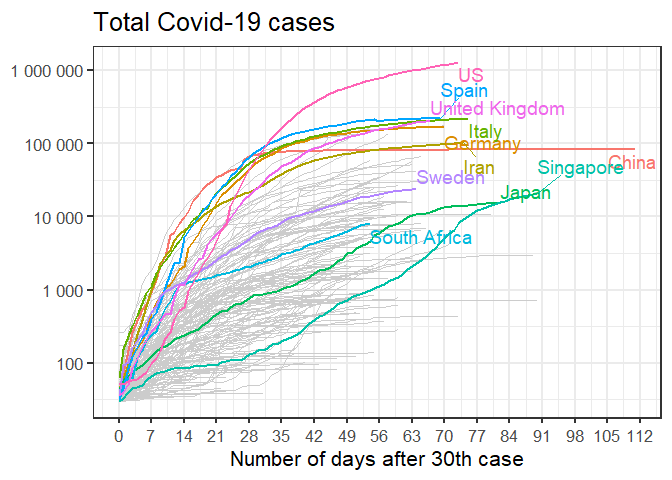 Total Covid-19 cases
1 000 000
100 000
10 000
1 000
100
US
Spain
United Kingdom
Italy
Germany
China
Iran
Singapore
Sweden
Japan
South Africa
0 7 14 21 28 35 42 49 56 63 70 77 84 91 98 105 112
Number of days after 30th case